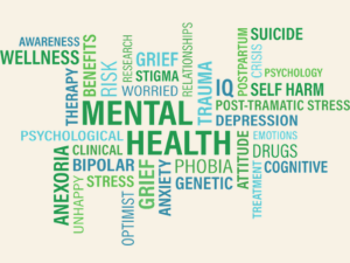 AWARENESS
WELLNESS
THERAPY
BENEFITS
RISK
RESEARCH
GRIEF
STIGMA
WORRIED
RELATIONSHIPS
TRAUMA
IQ
POSTPARTUM
CRISIS
SUICIDE
PSYCHOLOGY
SELF HARM
POST-TRAMATIC STRESS
DEPRESSION
MENTAL
HEALTH
PSYCHOLOGICAL
CLINICAL
BIPOLAR
STRESS
ANEXORIA
UNHAPPY
OPTIMIST
GRIEF
ANXIETY
PHOBIA
GENETIC
ATTITUDE
TREATMENT
EMOTIONS
DRUGS
COGNITIVE